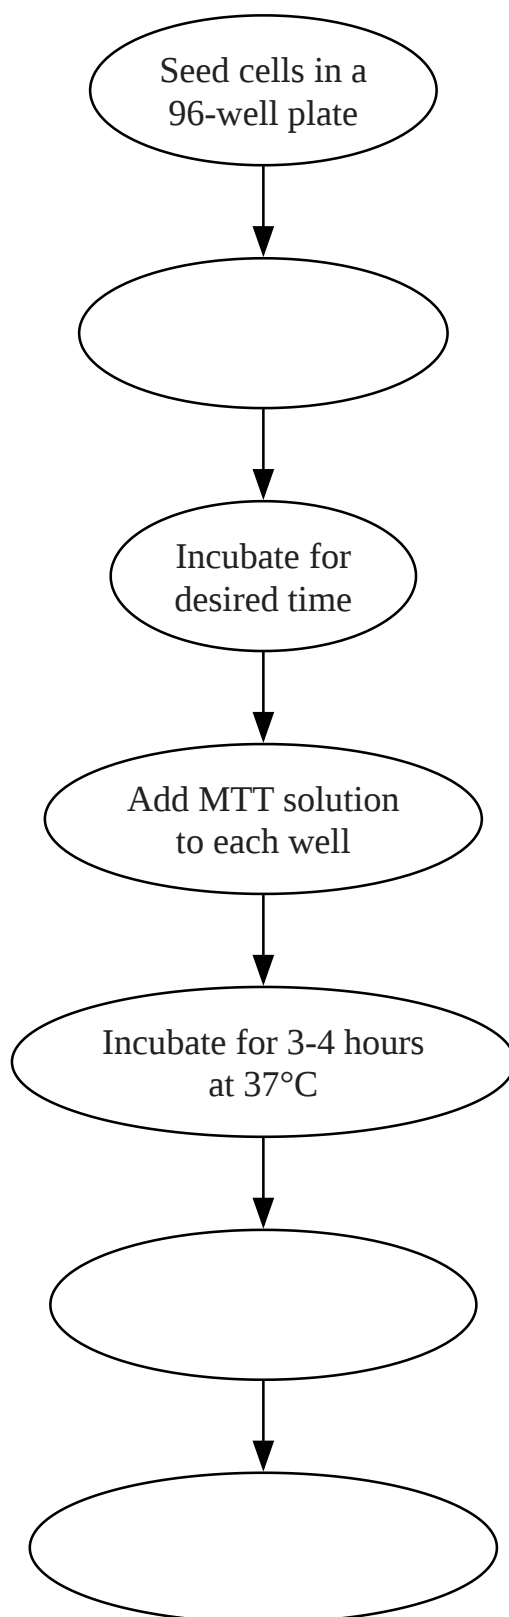 Seed cells in a
96-well plate
Incubate for
desired time
Add MTT solution
to each well
Incubate for 3-4 hours
at 37°C